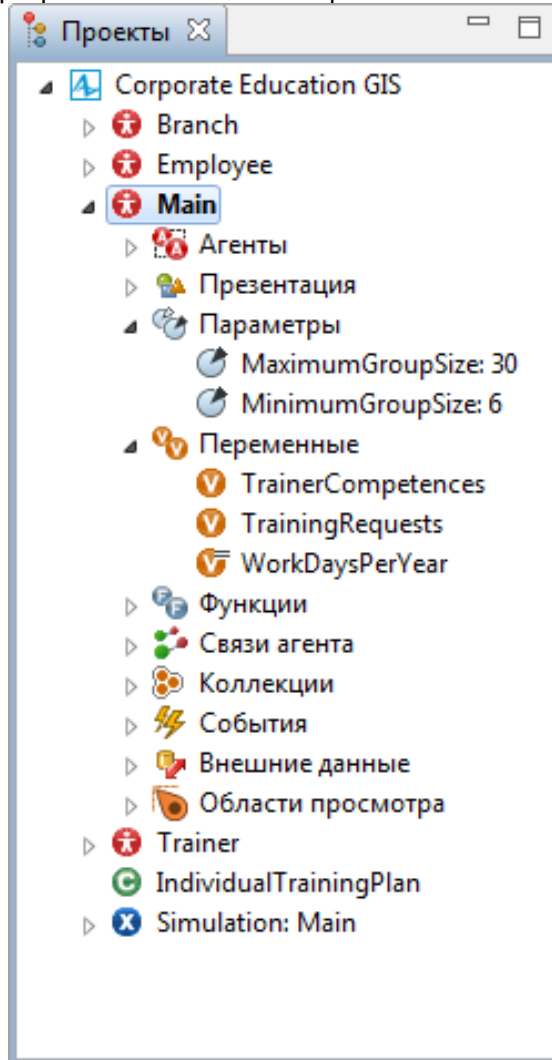 Проекты
Corporate Education GIS
Branch
Employee
Main
Агенты
Презентация
Параметры
MaximumGroupSize: 30
MinimumGroupSize: 6
Переменные
TrainerCompetences
TrainingRequests
WorkDaysPerYear
Функции
Связи агента
Коллекции
События
Внешние данные
Области просмотра
Trainer
IndividualTrainingPlan
Simulation: Main